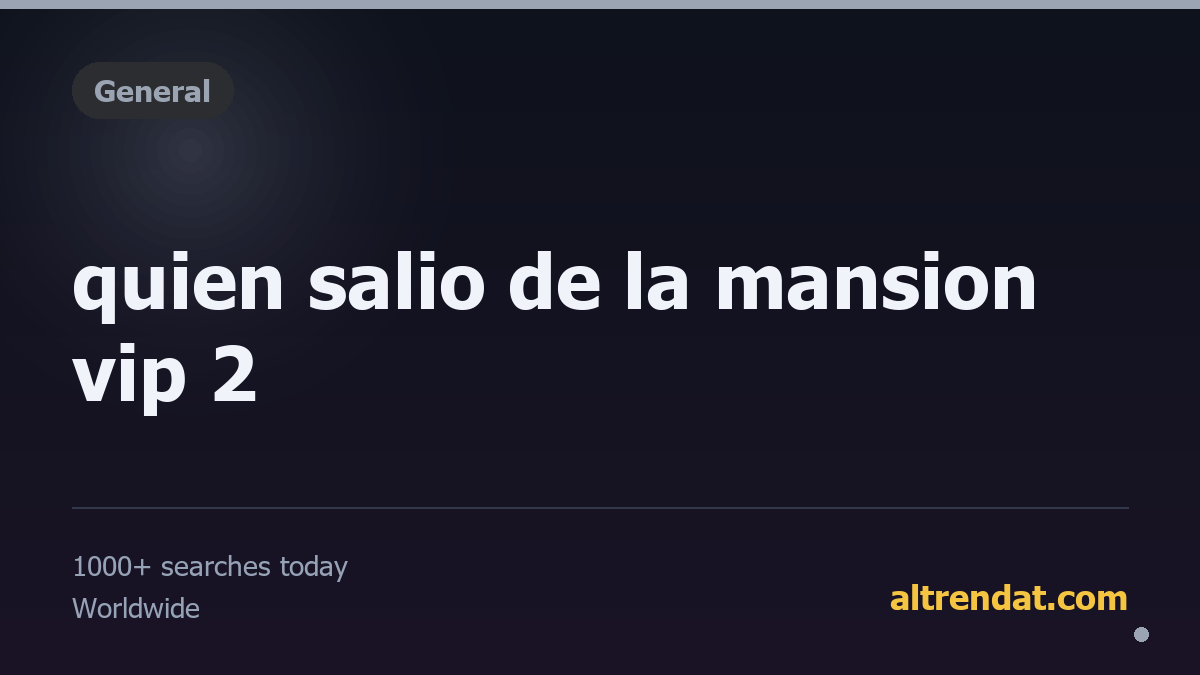 General
quien salio de la mansion
vip 2
1000+ searches today
Worldwide
altrendat.com